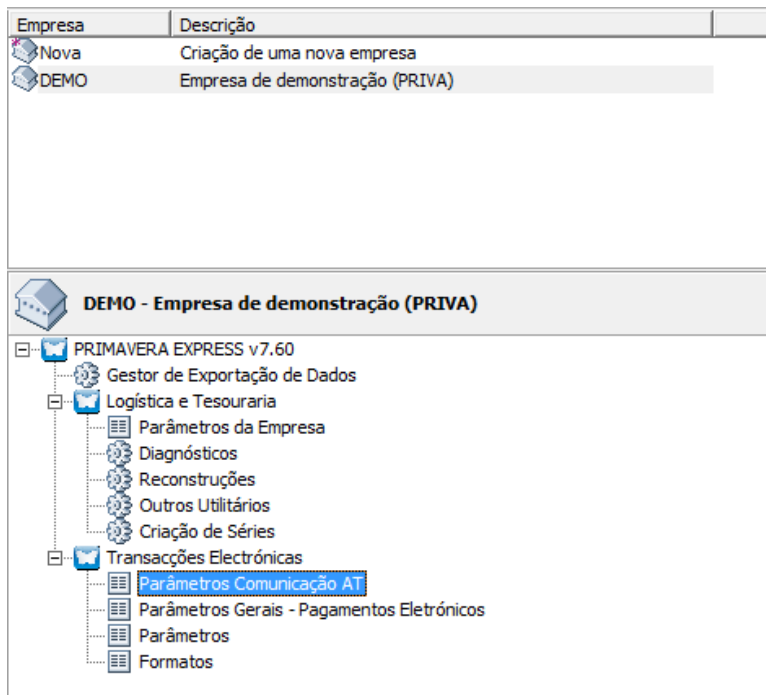 Empresa Descrição
Nova Criação de uma nova empresa
DEMO Empresa de demonstração (PRIVA)
DEMO - Empresa de demonstração (PRIVA)
PRIMAVERA EXPRESS v7.60
Gestor de Exportação de Dados
Logística e Tesouraria
Parâmetros da Empresa
Diagnósticos
Reconstruções
Outros Utilitários
Criação de Séries
Transacções Electrónicas
Parâmetros Comunicação AT
Parâmetros Gerais - Pagamentos Eletrónicos
Parâmetros
Formatos